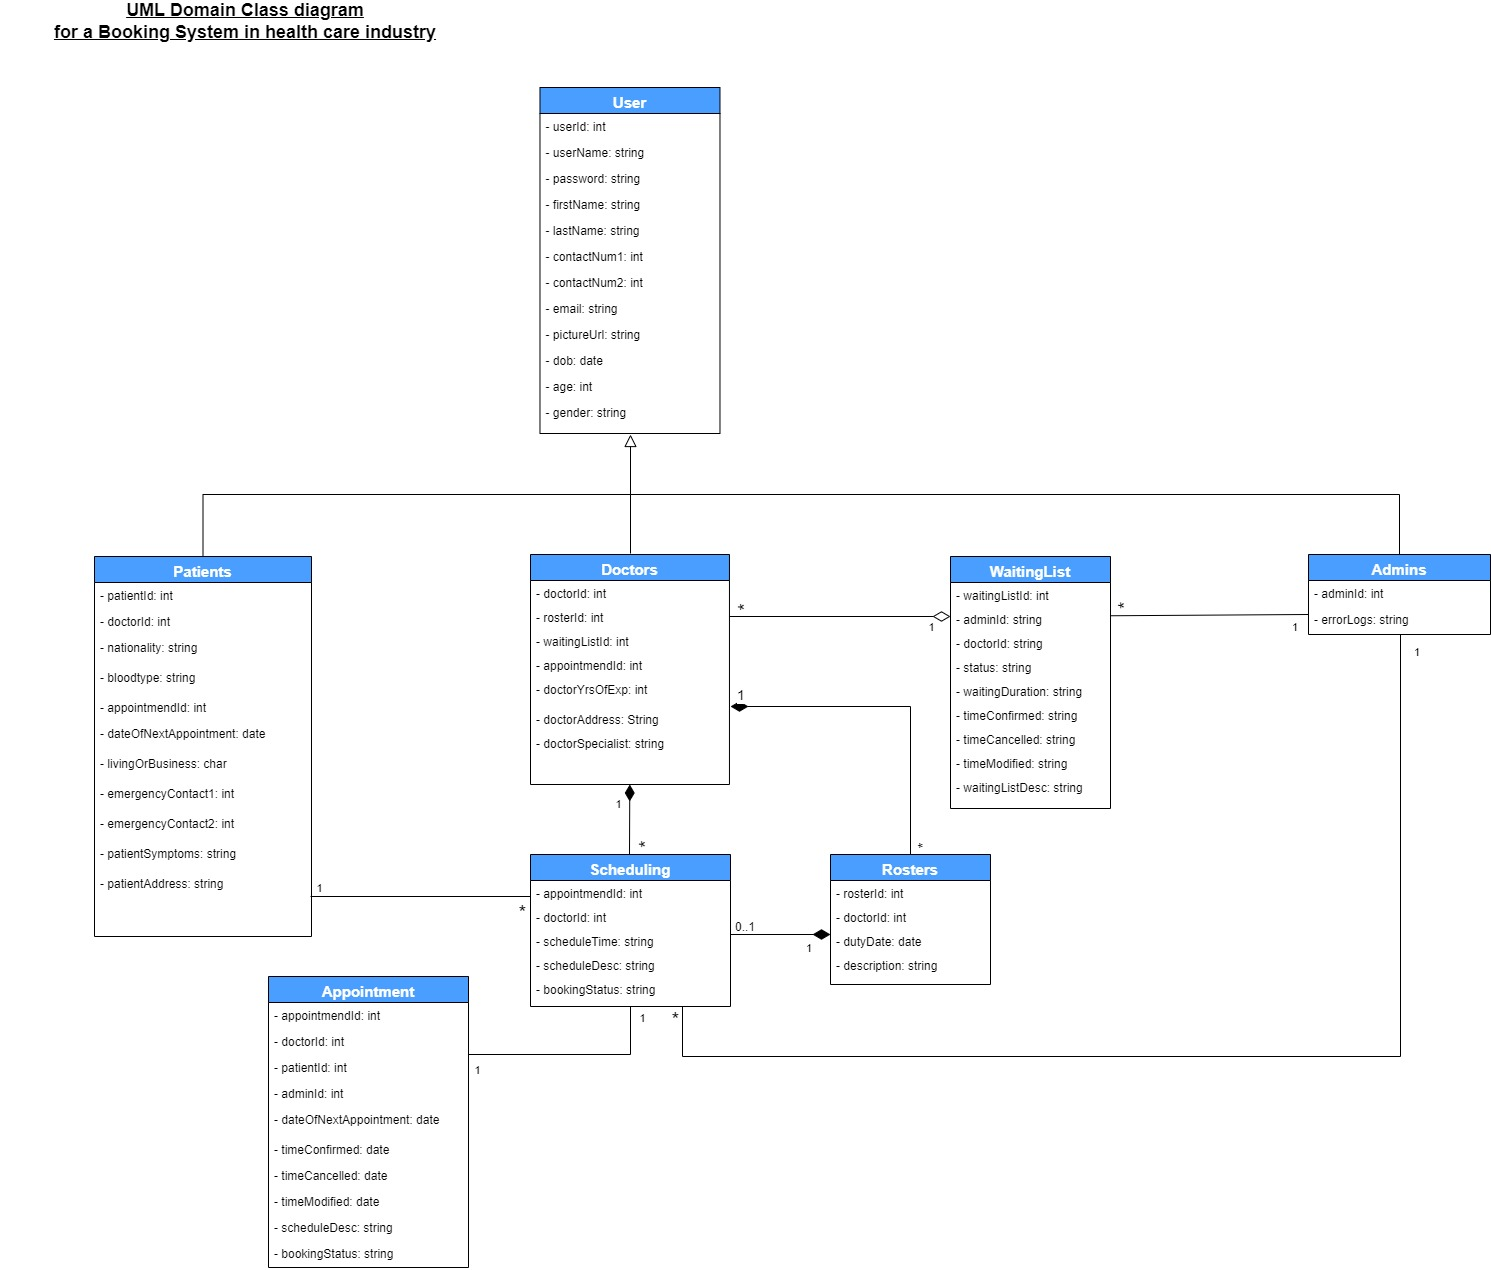 UML Domain Class diagram
for a Booking System in health care industry
User
- userId: int
- userName: string
- password: string
- firstName: string
- lastName: string
- contactNum1: int
- contactNum2: int
- email: string
- pictureUrl: string
- dob: date
- age: int
- gender: string
Patients
- patientId: int
- doctorId: int
- nationality: string
- bloodtype: string
- appointmendId: int
- dateOfNextAppointment: date
- livingOrBusiness: char
- emergencyContact1: int
- emergencyContact2: int
- patientSymptoms: string
- patientAddress: string
1
*
Doctors
- doctorId: int
- rosterId: int
- waitingListId: int
- appointmendId: int
- doctorYrsOfExp: int
- doctorAddress: String
- doctorSpecialist: string
*
1
1
*
1
*
WaitingList
- waitingListId: int
- adminId: string
- doctorId: string
- status: string
- waitingDuration: string
- timeConfirmed: string
- timeCancelled: string
- timeModified: string
- waitingListDesc: string
*
1
Admins
- adminId: int
- errorLogs: string
1
Scheduling
- appointmendId: int
- doctorId: int
- scheduleTime: string
- scheduleDesc: string
- bookingStatus: string
0..1
1
Rosters
- rosterId: int
- doctorId: int
- dutyDate: date
- description: string
1
*
1
Appointment
- appointmendId: int
- doctorId: int
- patientId: int
- adminId: int
- dateOfNextAppointment: date
- timeConfirmed: date
- timeCancelled: date
- timeModified: date
- scheduleDesc: string
- bookingStatus: string